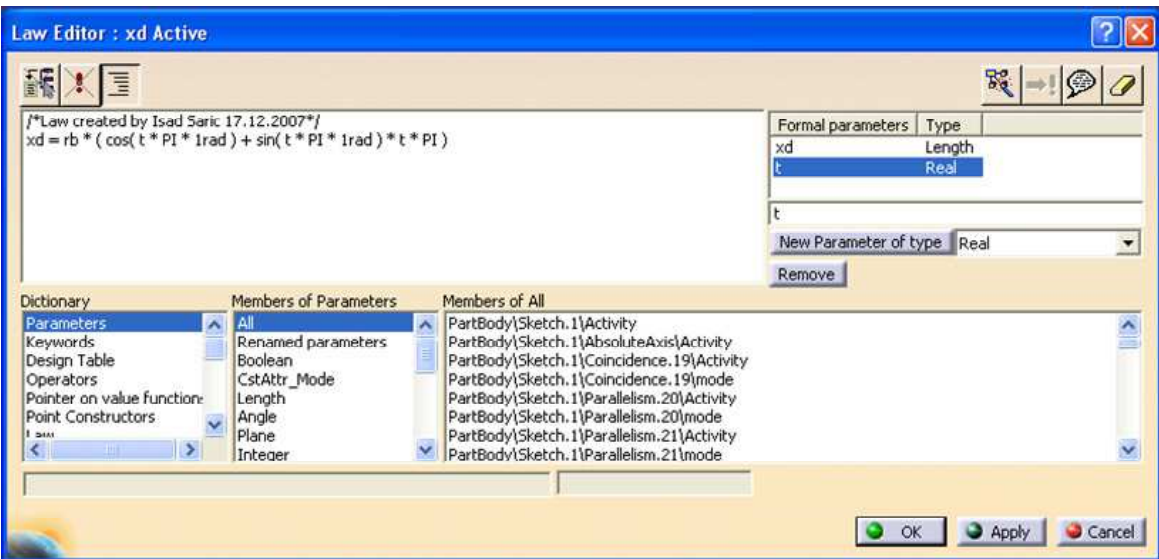 Law Editor : xd Active
/*Law created by Isad Saric 17.12.2007*/
xd = rb * ( cos( t * PI * 1rad ) + sin( t * PI * 1rad ) * t * PI )
Formal parameters Type
xd Length
t Real
t
New Parameter of type Real
Remove
Dictionary Members of Parameters Members of All
Parameters All PartBody\Sketch.1\Activity
Keywords Renamed parameters PartBody\Sketch.1\AbsoluteAxis\Activity
Design Table Boolean PartBody\Sketch.1\Coincidence.19\Activity
Operators CstAttr_Mode PartBody\Sketch.1\Coincidence.19\mode
Pointer on value function: Length PartBody\Sketch.1\Parallelism.20\Activity
Point Constructors Angle PartBody\Sketch.1\Parallelism.20\mode
Law Plane PartBody\Sketch.1\Parallelism.21\Activity
Integer PartBody\Sketch.1\Parallelism.21\mode
OK Apply Cancel